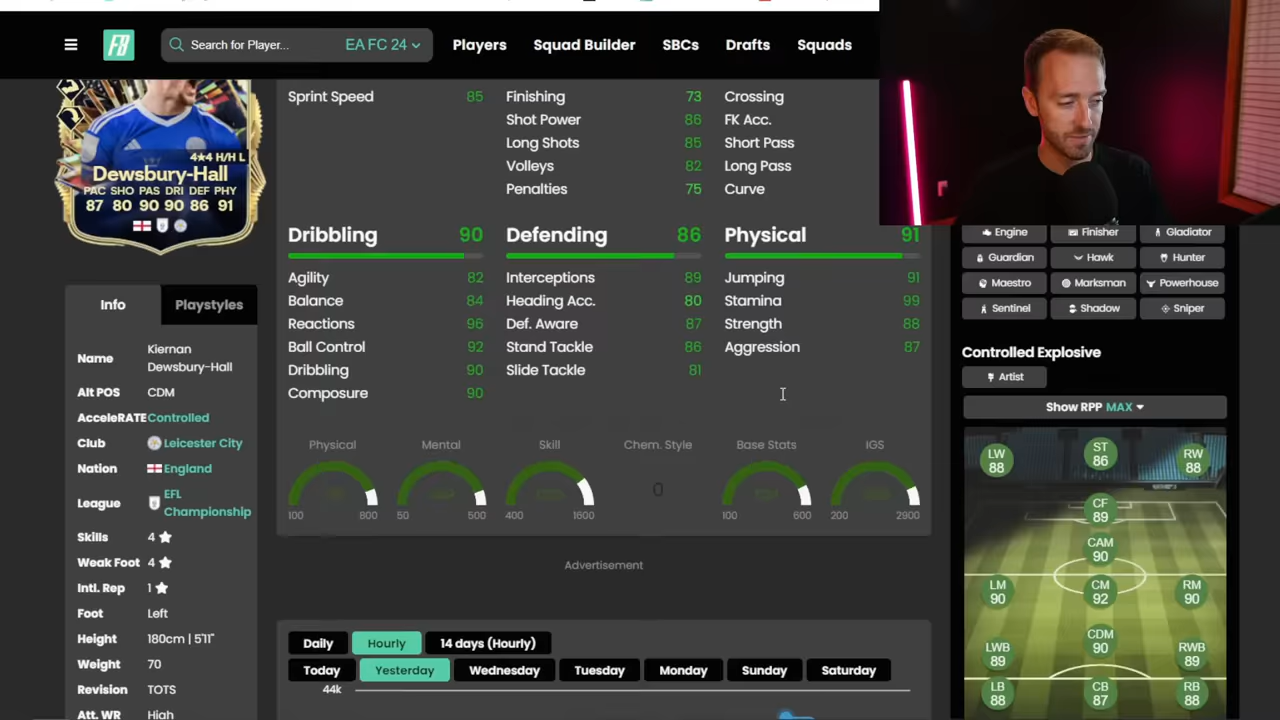 FB
Search for Player...
EA FC 24
Players
Squad Builder
SBCs
Drafts
Squads
4★4 H/H L
Dewsbury-Hall
PAC SHO PAS DRI DEF PHY
87 80 90 90 86 91
Sprint Speed 85
Finishing 73
Shot Power 86
Long Shots 85
Volleys 82
Penalties 75
Crossing
FK Acc.
Short Pass
Long Pass
Curve
Dribbling 90
Agility 82
Balance 84
Reactions 96
Ball Control 92
Dribbling 90
Composure 90
Defending 86
Interceptions 89
Heading Acc. 80
Def. Aware 87
Stand Tackle 86
Slide Tackle 81
Physical 91
Jumping 91
Stamina 99
Strength 88
Aggression 87
Physical
100 800
Mental
50 500
Skill
400 1600
Chem. Style
0
Base Stats
100 600
IGS
200 2900
Advertisement
Daily
Hourly
14 days (Hourly)
Today
Yesterday
Wednesday
Thursday
Tuesday
Monday
Sunday
Saturday
44k
Info
Playstyles
Name Kiernan
Dewsbury-Hall
Alt POS CDM
AcceleRATE Controlled
Club Leicester City
Nation England
League EFL
Championship
Skills 4
Weak Foot 4
Intl. Rep 1
Foot Left
Height 180cm | 5'11"
Weight 70
Revision TOTS
Att. WR High
Engine
Finisher
Gladiator
Guardian
Hawk
Hunter
Maestro
Marksman
Powerhouse
Sentinel
Shadow
Sniper
Controlled Explosive
Artist
Show RPP MAX
LW
88
ST
86
RW
88
CF
89
CAM
90
LM
90
CM
92
RM
90
CDM
90
LWB
89
RWB
89
LB
88
CB
87
RB
88